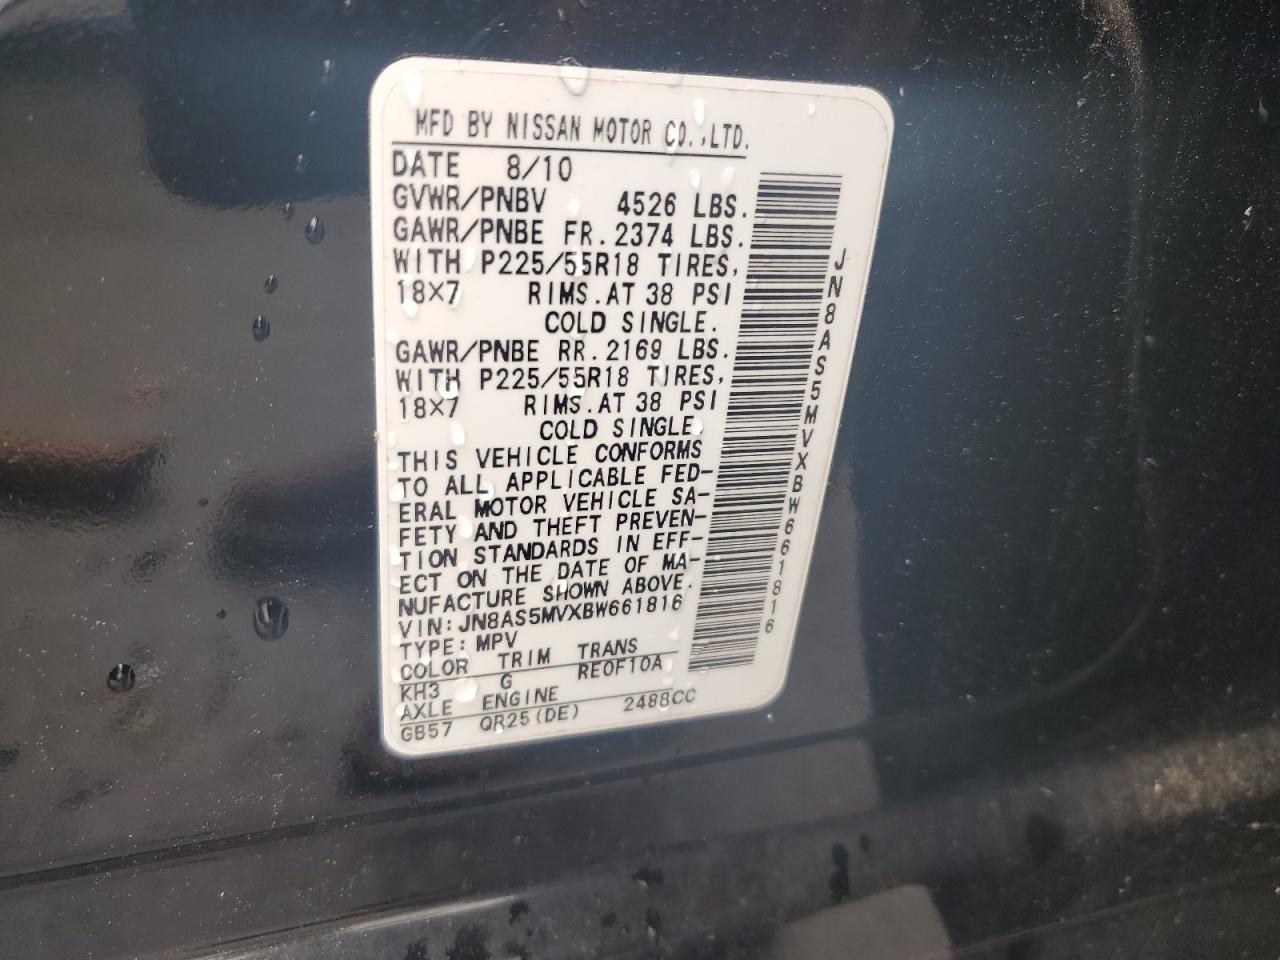 MFD BY NISSAN MOTOR CO.,LTD.
DATE 8/10
GVWR/PNBV 4526 LBS.
GAWR/PNBE FR.2374 LBS.
WITH P225/55R18 TIRES,
18×7 RIMS.AT 38 PSI
COLD SINGLE.
GAWR/PNBE RR.2169 LBS.
WITH P225/55R18 TIRES,
18×7 RIMS.AT 38 PSI
COLD SINGLE.
THIS VEHICLE CONFORMS
TO ALL APPLICABLE FED-
ERAL MOTOR VEHICLE SA-
FETY AND THEFT PREVEN-
TION STANDARDS IN EFF-
ECT ON THE DATE OF MA-
NUFACTURE SHOWN ABOVE.
VIN:JN8AS5MVXBW661816
TYPE:MPV
COLOR TRIM TRANS
KH3 G RE0F10A
AXLE ENGINE
GB57 QR25(DE) 2488CC
JN8AS5MVXBW661816